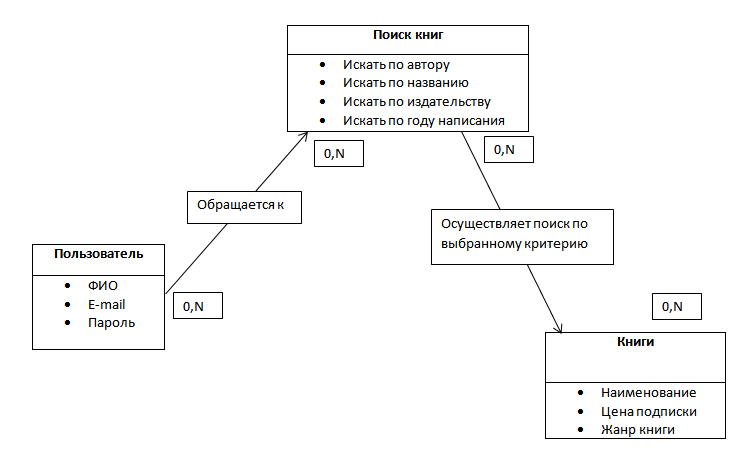 Поиск книг
• Искать по автору
• Искать по названию
• Искать по издательству
• Искать по году написания
0,N
0,N
Обращается к
Осуществляет поиск по
выбранному критерию
Пользователь
• ФИО
• E-mail
• Пароль
0,N
0,N
Книги
• Наименование
• Цена подписки
• Жанр книги